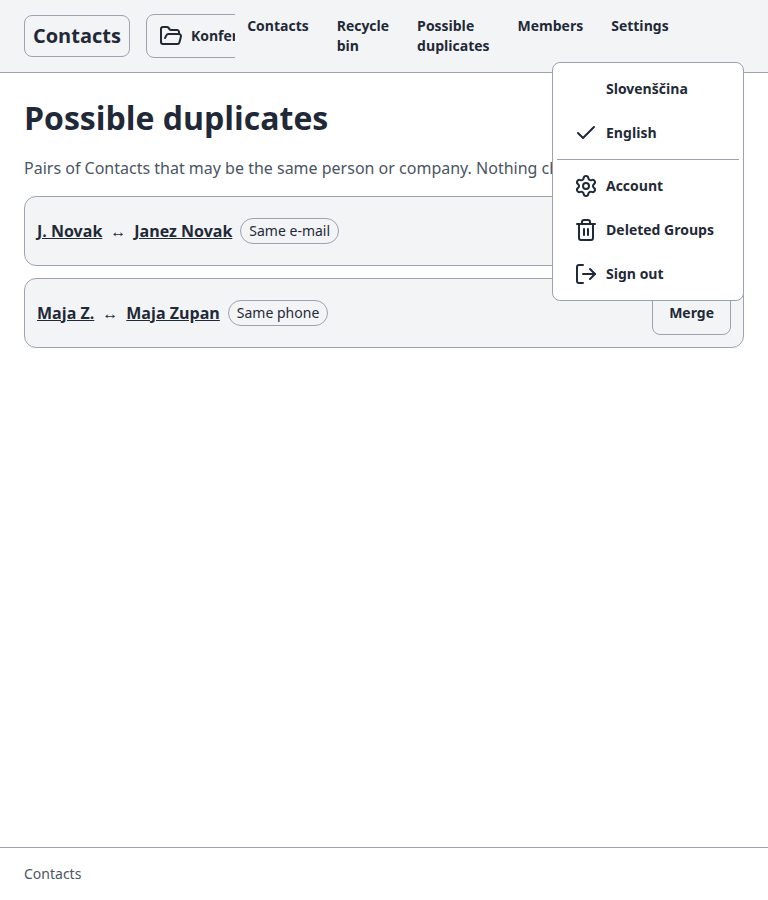 Contacts
Contacts
Recycle bin
Possible duplicates
Members
Settings
Slovenščina
English
Account
Deleted Groups
Sign out
Possible duplicates
Pairs of Contacts that may be the same person or company. Nothing
J. Novak ↔ Janez Novak Same e-mail
Maja Z. ↔ Maja Zupan Same phone
Merge
Contacts